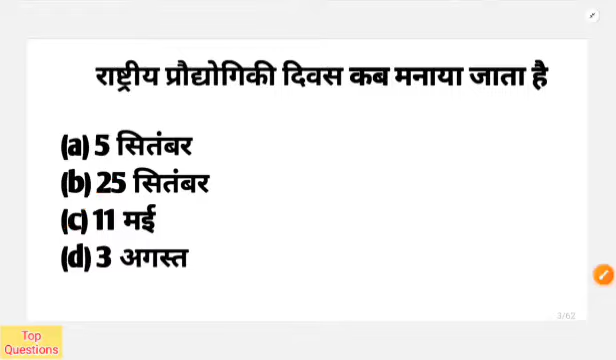 राष्ट्रीय प्रौद्योगिकी दिवस कब मनाया जाता है
(a) 5 सितंबर
(b) 25 सितंबर
(c) 11 मई
(d) 3 अगस्त
3/62
Top
Questions